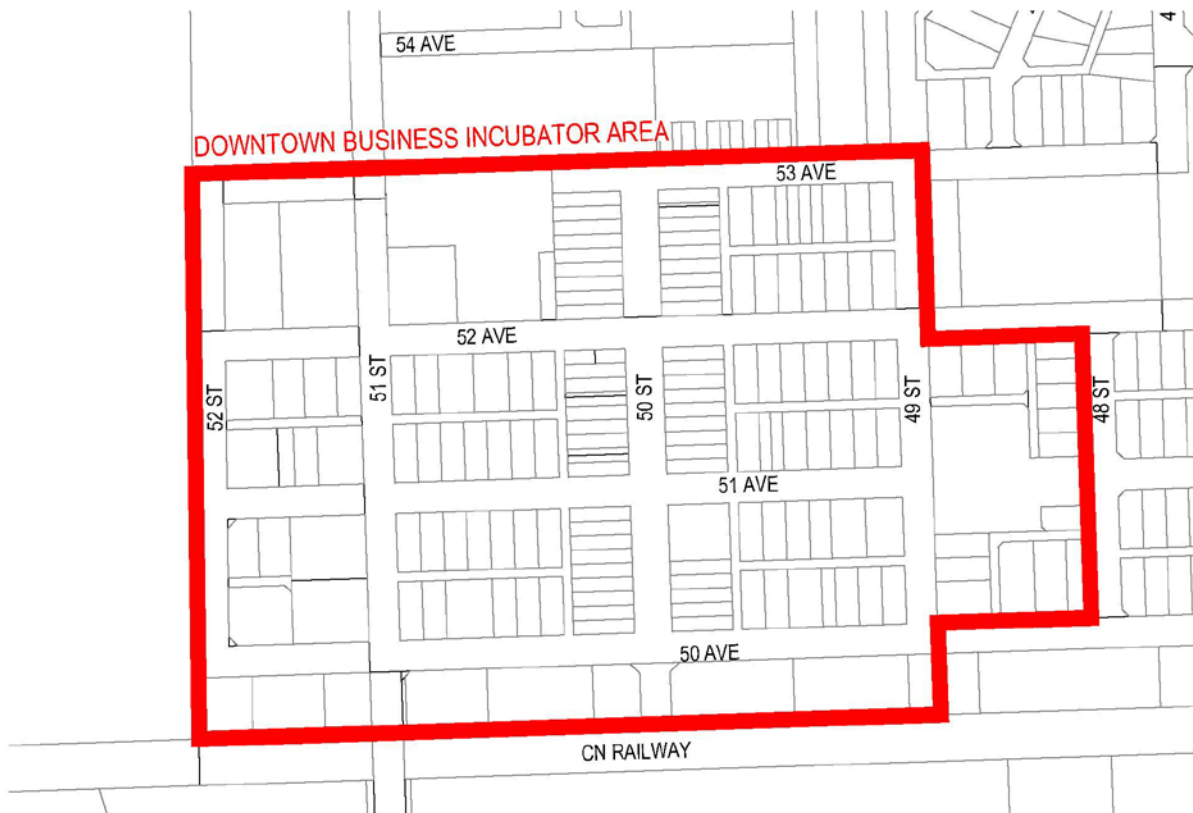 54 AVE
4
DOWNTOWN BUSINESS INCUBATOR AREA
53 AVE
52 AVE
52 ST
51 ST
50 ST
49 ST
48 ST
51 AVE
50 AVE
CN RAILWAY